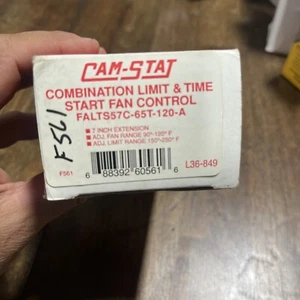 CAM-STAT
COMBINATION LIMIT & TIME
START FAN CONTROL
FALTS57C-65T-120-A
7 INCH EXTENSION
ADJ. FAN RANGE 90°-120° F
ADJ. LIMIT RANGE 150°-250° F
F561
F561
L36-849
6 88392 60561 6